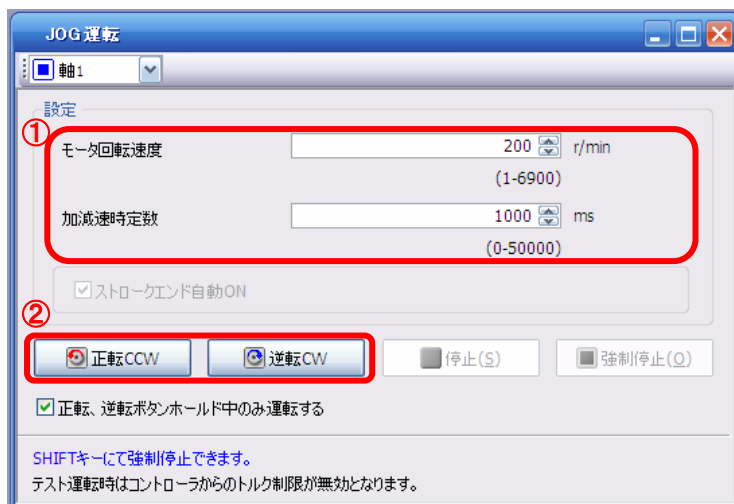 JOG運転
軸1
設定
①
モータ回転速度 200 r/min
(1-6900)
加減速時定数 1000 ms
(0-50000)
ストロークエンド自動ON
②
正転CCW 逆転CW 停止(S) 強制停止(O)
正転、逆転ボタンホールド中のみ運転する
SHIFTキーにて強制停止できます。
テスト運転時はコントローラからのトルク制限が無効となります。